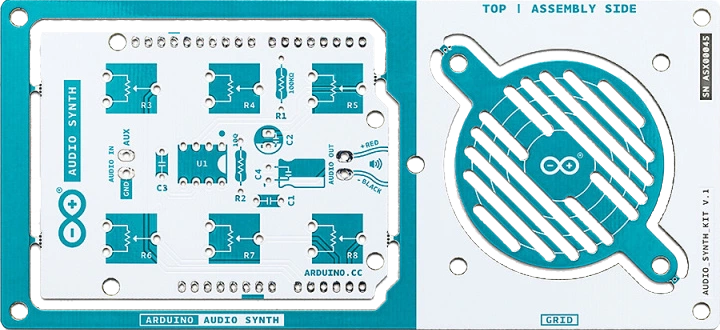 TOP | ASSEMBLY SIDE
SN ASX00045
R3
R4
R1
100KΩ
R5
AUDIO SYNTH
®
AUDIO IN
AUX
GND
C3
U1
10Ω
R2
C2
C4
C1
AUDIO OUT
+RED
-BLACK
R6
R7
R8
ARDUINO.CC
®
AUDIO_SYNTH_KIT V.1
ARDUINO AUDIO SYNTH
GRID